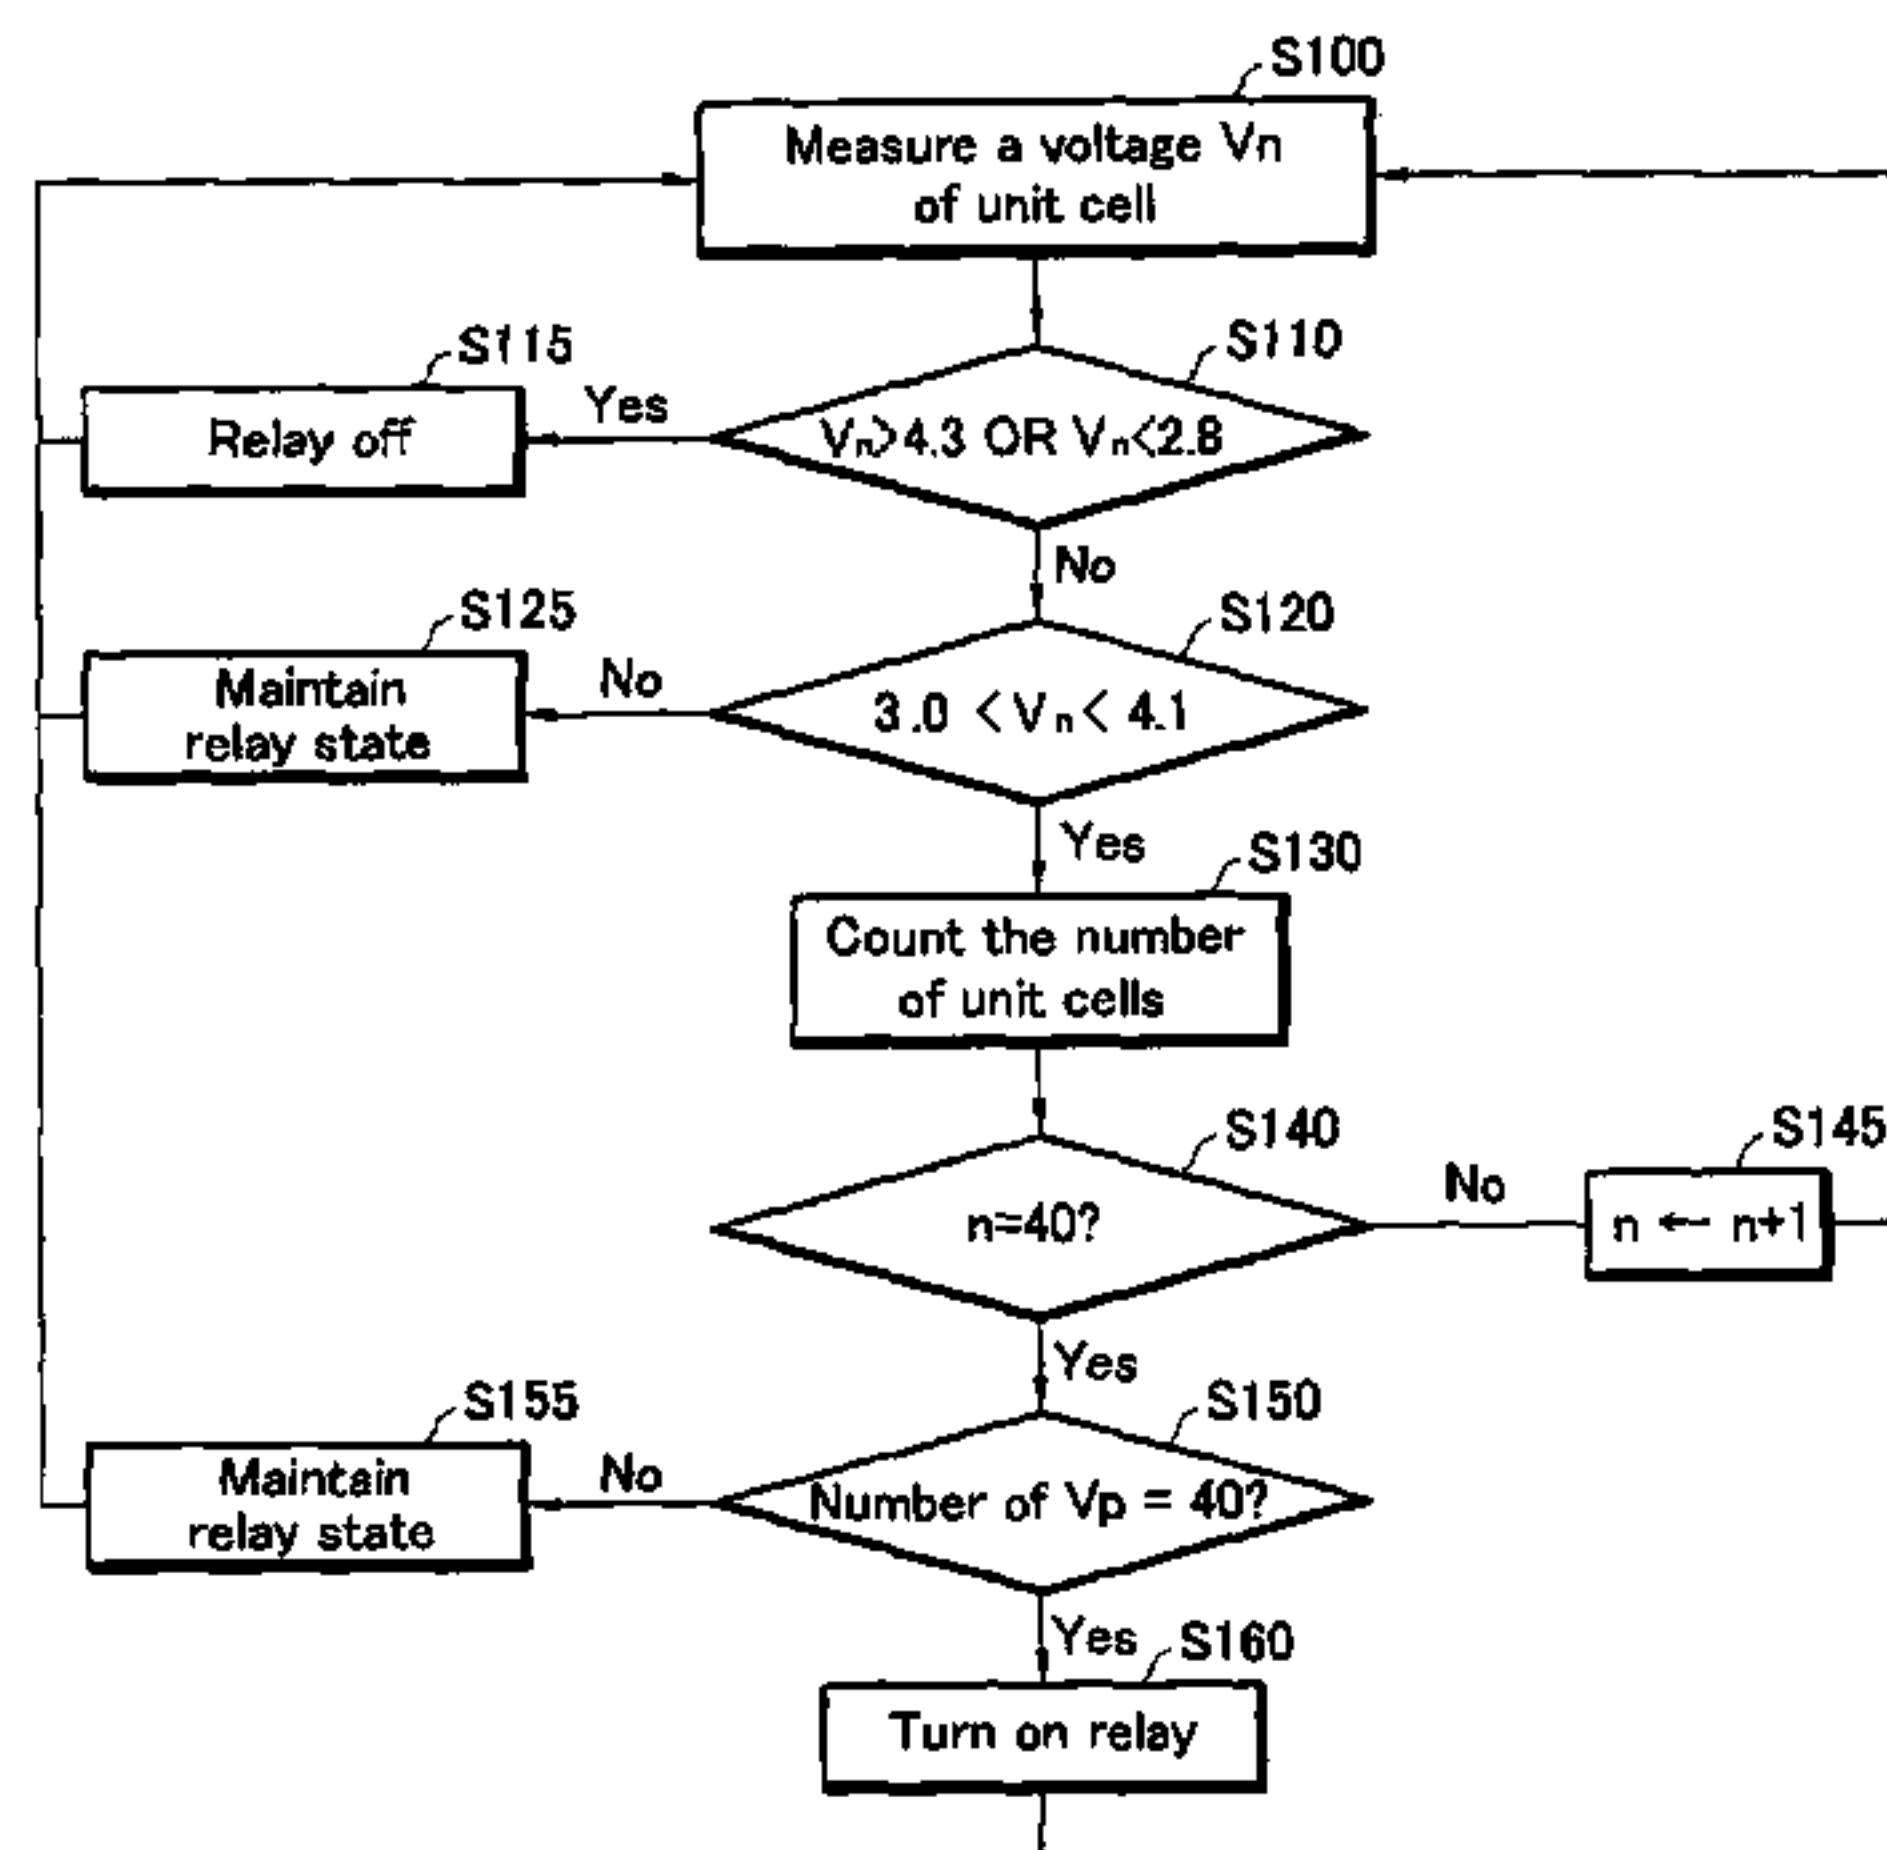 S100
Measure a voltage Vn
of unit cell
S115
S110
Relay off
Yes
Vn>4.3 OR Vn<2.8
No
S125
S120
Maintain
relay state
No
3.0 < Vn < 4.1
Yes
S130
Count the number
of unit cells
S140
S145
n=40?
No
n ← n+1
Yes
S155
S150
Maintain
relay state
No
Number of Vp = 40?
Yes
S160
Turn on relay